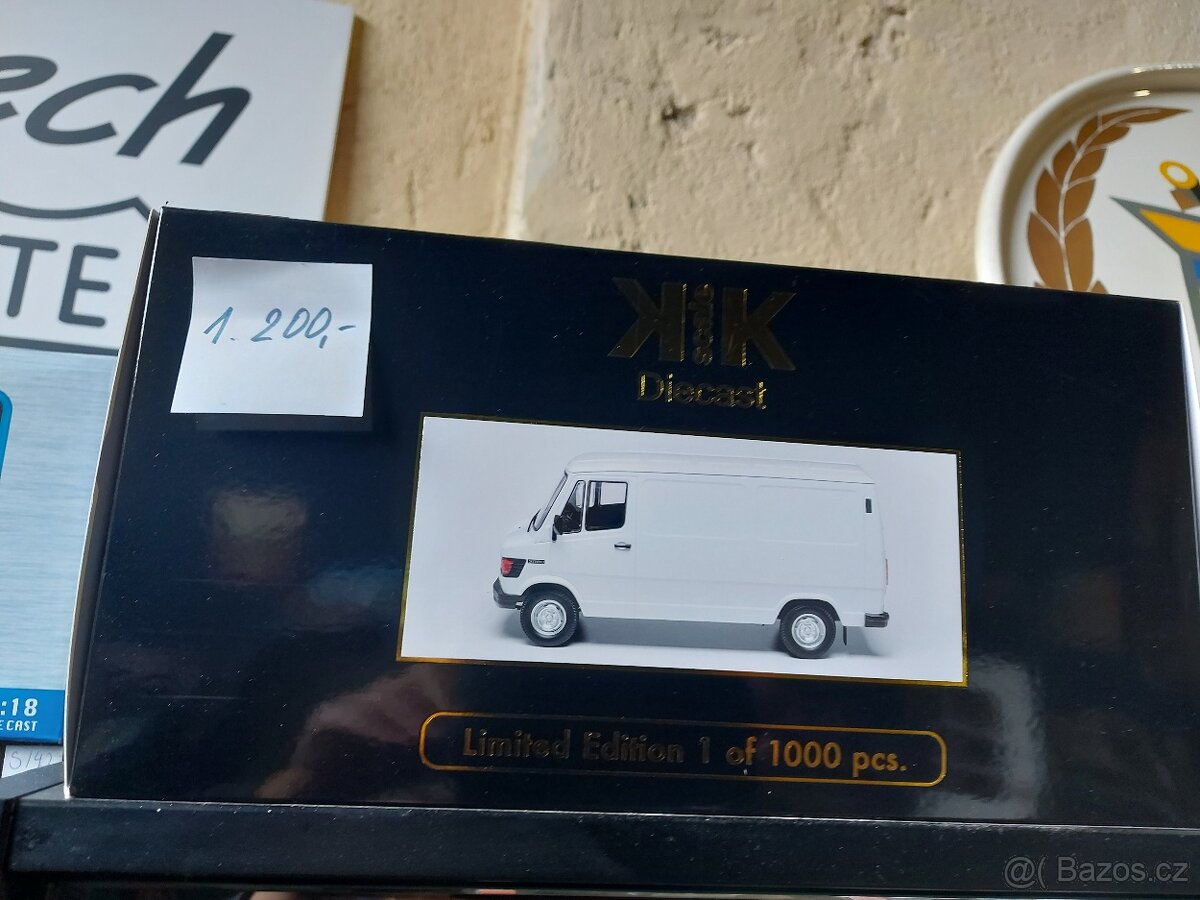 ech
TE
1.200,-
KK
scale
Diecast
Limited Edition 1 of 1000 pcs.
:18
E CAST
@( Bazos.cz